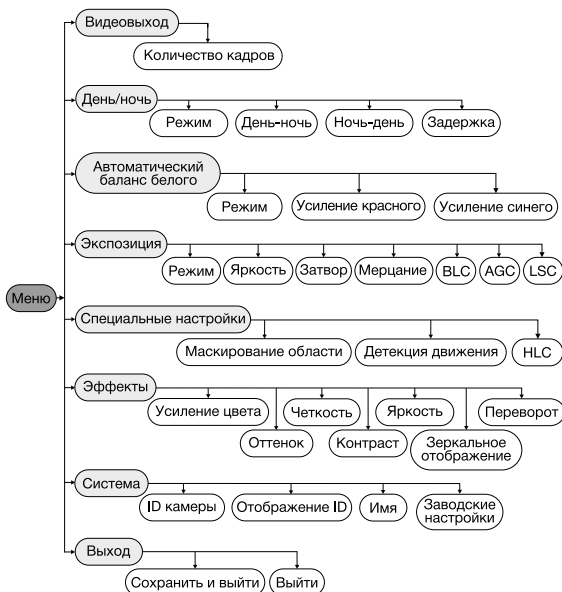 Видеовыход
Количество кадров
День/ночь
Режим
День-ночь
Ночь-день
Задержка
Автоматический
баланс белого
Режим
Усиление красного
Усиление синего
Экспозиция
Режим
Яркость
Затвор
Мерцание
BLC
AGC
LSC
Меню
Специальные настройки
Маскирование области
Детекция движения
HLC
Эффекты
Усиление цвета
Четкость
Яркость
Переворот
Оттенок
Контраст
Зеркальное
отображение
Система
ID камеры
Отображение ID
Имя
Заводские
настройки
Выход
Сохранить и выйти
Выйти